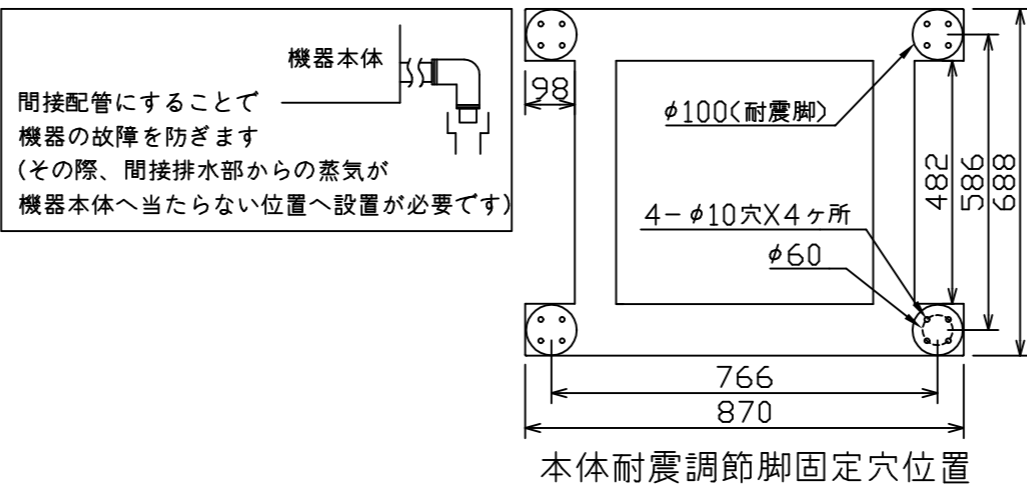 機器本体
間接配管にすることで
機器の故障を防ぎます
(その際、間接排水部からの蒸気が
機器本体へ当たらない位置へ設置が必要です)
98
φ100(耐震脚)
482
586
688
4-φ10穴X4ヶ所
φ60
766
870
本体耐震調節脚固定穴位置